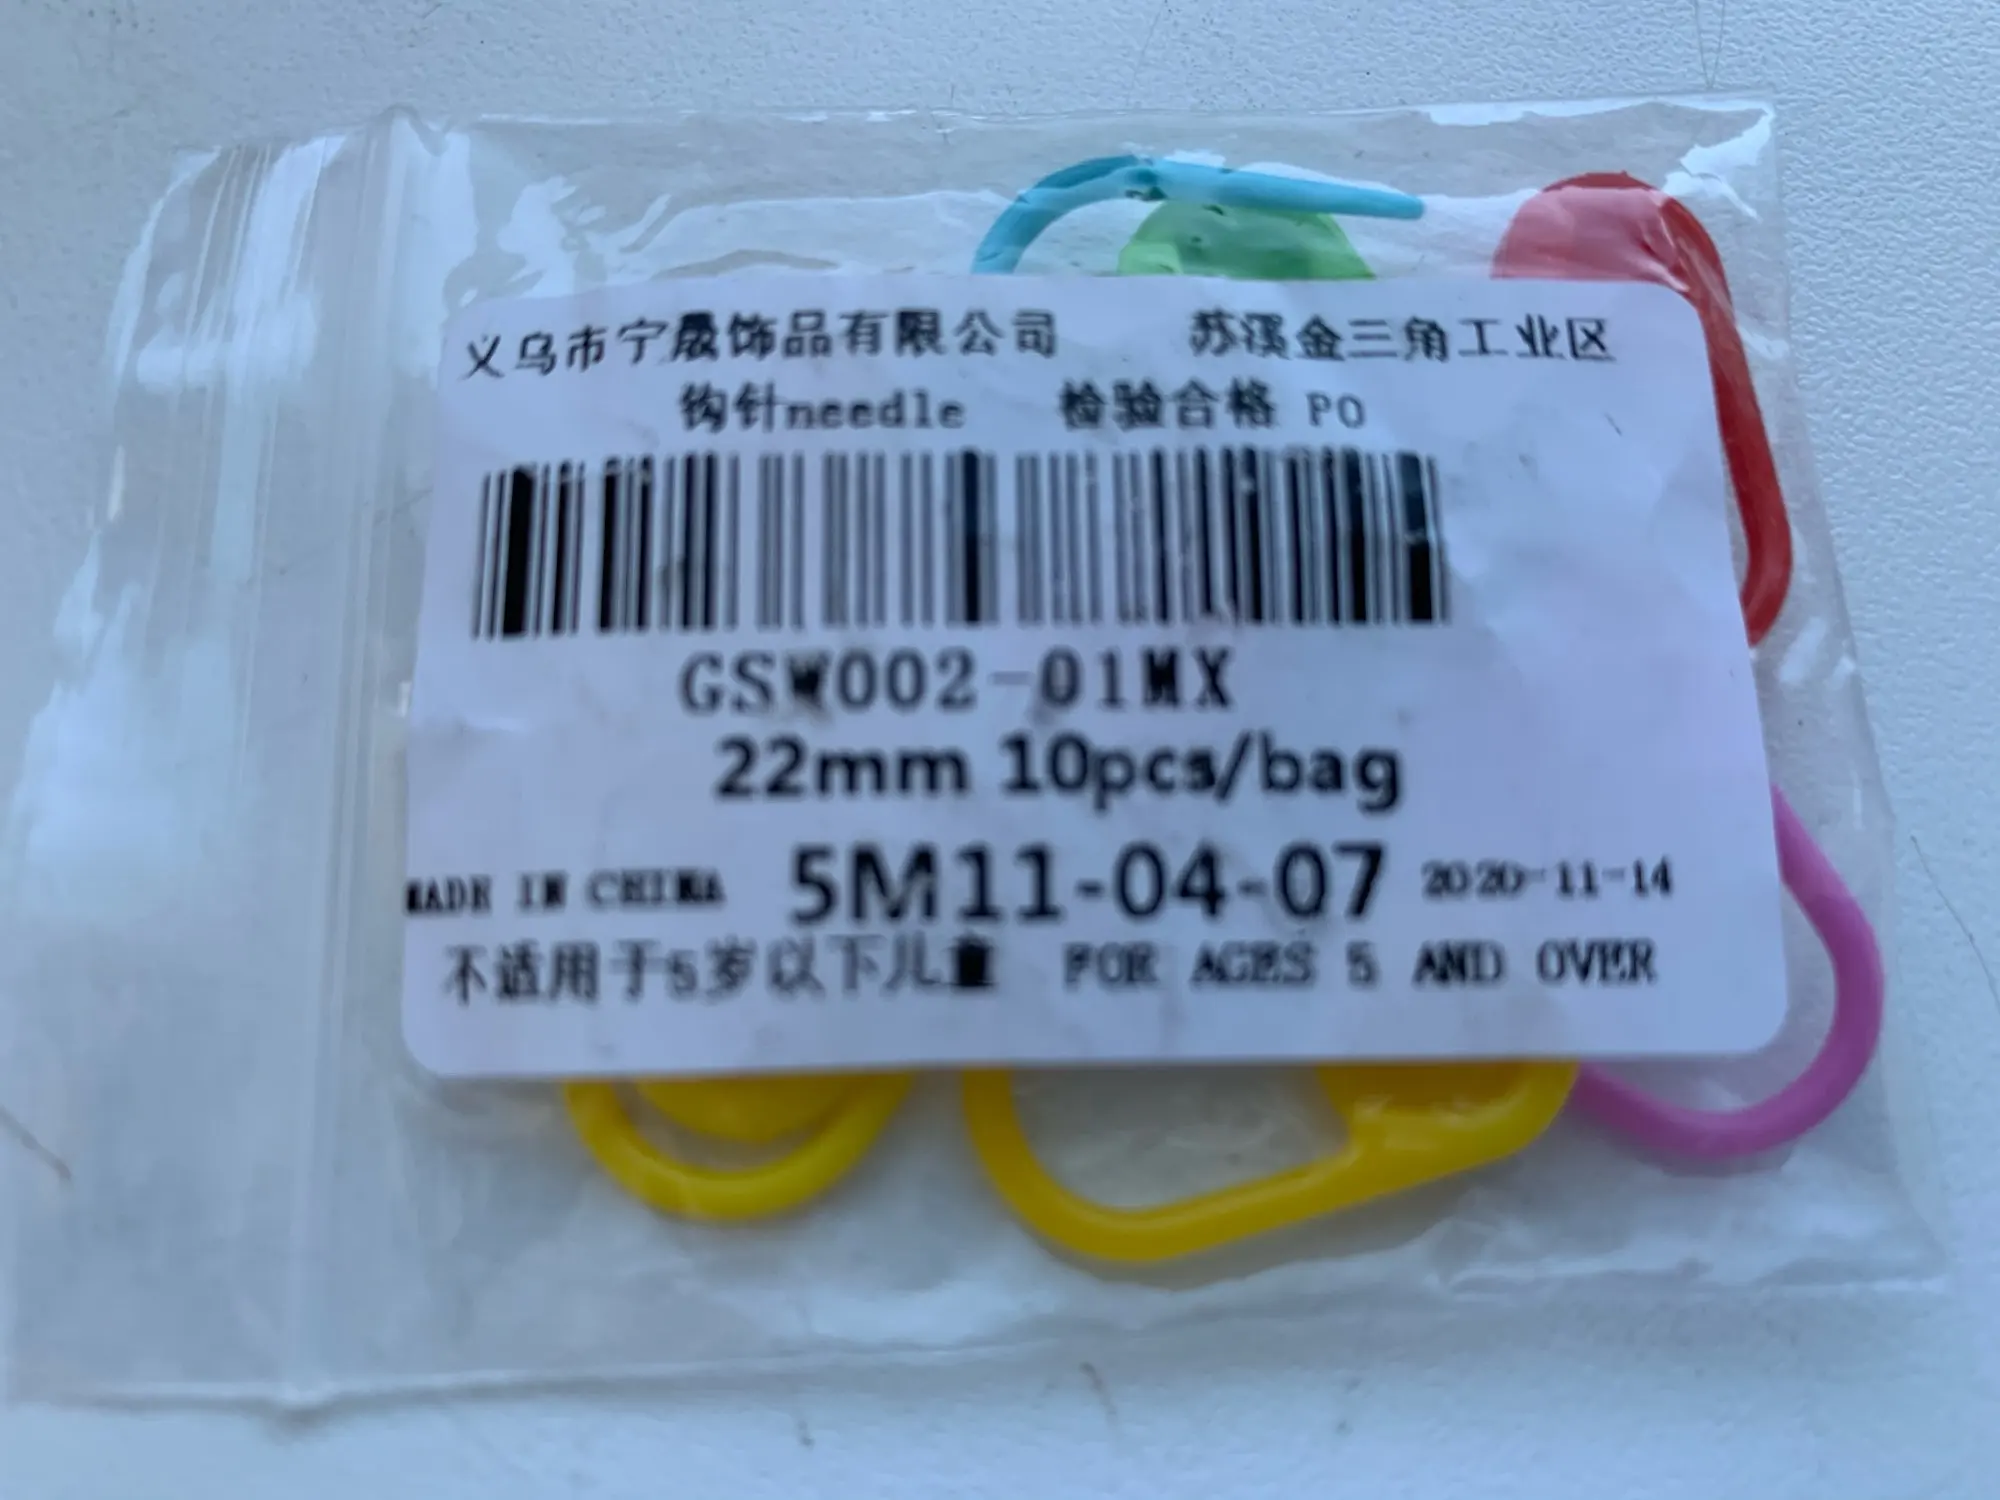 义乌市宁晟饰品有限公司 苏溪金三角工业区
钩针needle 检验合格 PO
GSW002-01MX
22mm 10pcs/bag
MADE IN CHINA 5M11-04-07 2020-11-14
不适用于5岁以下儿童 FOR AGES 5 AND OVER